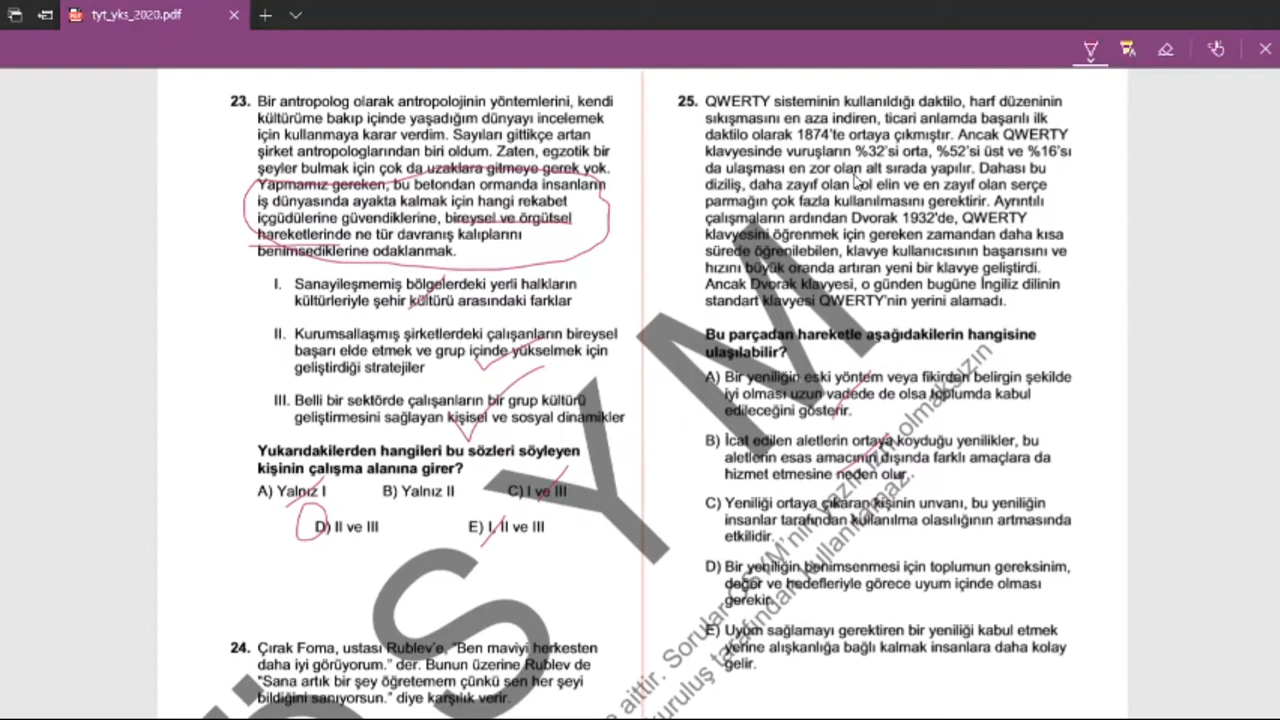 tyt_yks_2020.pdf
23. Bir antropolog olarak antropolojinin yöntemlerini, kendi
kültürüme bakıp içinde yaşadığım dünyayı incelemek
için kullanmaya karar verdim. Sayıları gittikçe artan
şirket antropologlarından biri oldum. Zaten, egzotik bir
şeyler bulmak için çok da uzaklara gitmeye gerek yok.
Yapmamız gereken, bu betondan ormanda insanların
iş dünyasında ayakta kalmak için hangi rekabet
içgüdülerine güvendiklerine, bireysel ve örgütsel
hareketlerinde ne tür davranış kalıplarını
benimsediklerine odaklanmak.
I. Sanayileşmemiş bölgelerdeki yerli halkların
kültürleriyle şehir kültürü arasındaki farklar
II. Kurumsallaşmış şirketlerdeki çalışanların bireysel
başarı elde etmek ve grup içinde yükselmek için
geliştirdiği stratejiler
III. Belli bir sektörde çalışanların bir grup kültürü
geliştirmesini sağlayan kişisel ve sosyal dinamikler
Yukarıdakilerden hangileri bu sözleri söyleyen
kişinin çalışma alanına girer?
A) Yalnız I B) Yalnız II C) I ve III
D) II ve III E) I, II ve III
24. Çırak Foma, ustası Rublev'e, "Ben maviyi herkesten
daha iyi görüyorum." der. Bunun üzerine Rublev de
"Sana artık bir şey öğretemem çünkü sen her şeyi
bildiğini sanıyorsun." diye karşılık verir.
25. QWERTY sisteminin kullanıldığı daktilo, harf düzeninin
sıkışmasını en aza indiren, ticari anlamda başarılı ilk
daktilo olarak 1874'te ortaya çıkmıştır. Ancak QWERTY
klavyesinde vuruşların %32'si orta, %52'si üst ve %16'sı
da ulaşması en zor olan alt sırada yapılır. Dahası bu
diziliş, daha zayıf olan sol elin ve en zayıf olan serçe
parmağın çok fazla kullanılmasını gerektirir. Ayrıntılı
çalışmaların ardından Dvorak 1932'de, QWERTY
klavyesini öğrenmek için gereken zamandan daha kısa
sürede öğrenilebilen, klavye kullanıcısının başarısını ve
hızını büyük oranda artıran yeni bir klavye geliştirdi.
Ancak Dvorak klavyesi, o günden bugüne İngiliz dilinin
standart klavyesi QWERTY'nin yerini alamadı.
Bu parçadan hareketle aşağıdakilerin hangisine
ulaşılabilir?
A) Bir yeniliğin eski yöntem veya fikirden belirgin şekilde
iyi olması uzun vadede de olsa toplumda kabul
edileceğini gösterir.
B) İcat edilen aletlerin ortaya koyduğu yenilikler, bu
aletlerin esas amacının dışında farklı amaçlara da
hizmet etmesine neden olur.
C) Yeniliği ortaya çıkaran kişinin unvanı, bu yeniliğin
insanlar tarafından kullanılma olasılığının artmasında
etkilidir.
D) Bir yeniliğin benimsenmesi için toplumun gereksinim,
değer ve hedefleriyle görece uyum içinde olması
gerekir.
E) Uyum sağlamayı gerektiren bir yeniliği kabul etmek
yerine alışkanlığa bağlı kalmak insanlara daha kolay
gelir.
SYM
aittir. Sorular, ÖSYM'nin yazılı izni olmaksızın
kuruluş tarafından kullanılamaz.